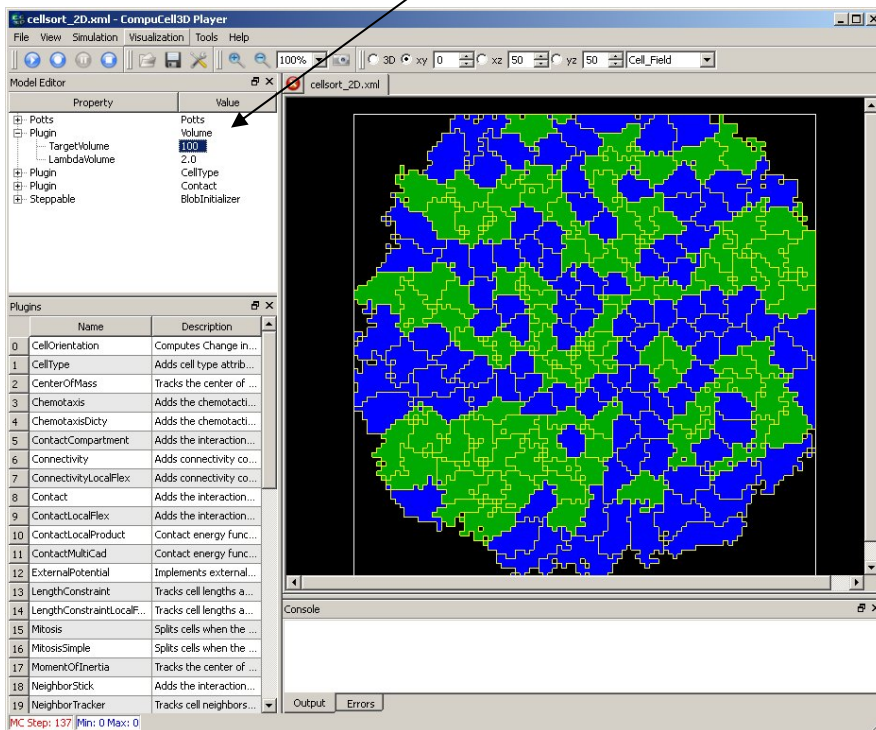 cellsort_2D.xml - CompuCell3D Player
File View Simulation Visualization Tools Help
100% 3D xy 0 xz 50 yz 50 Cell_Field
Model Editor
cellsort_2D.xml
Property Value
Potts Potts
Plugin Volume
TargetVolume 100
LambdaVolume 2.0
Plugin CellType
Plugin Contact
Steppable BlobInitializer
Plugins
Name Description
0 CellOrientation Computes Change in...
1 CellType Adds cell type attrib...
2 CenterOfMass Tracks the center of ...
3 Chemotaxis Adds the chemotacti...
4 ChemotaxisDicty Adds the chemotacti...
5 ContactCompartment Adds the interaction...
6 Connectivity Adds connectivity co...
7 ConnectivityLocalFlex Adds connectivity co...
8 Contact Adds the interaction...
9 ContactLocalFlex Adds the interaction...
10 ContactLocalProduct Contact energy func...
11 ContactMultiCad Contact energy func...
12 ExternalPotential Implements external...
13 LengthConstraint Tracks cell lengths a...
14 LengthConstraintLocalF... Tracks cell lengths a...
15 Mitosis Splits cells when the ...
16 MitosisSimple Splits cells when the ...
17 MomentOfInertia Tracks the center of ...
18 NeighborStick Adds the interaction...
19 NeighborTracker Tracks cell neighbors...
Console
Output Errors
MC Step: 137 Min: 0 Max: 0